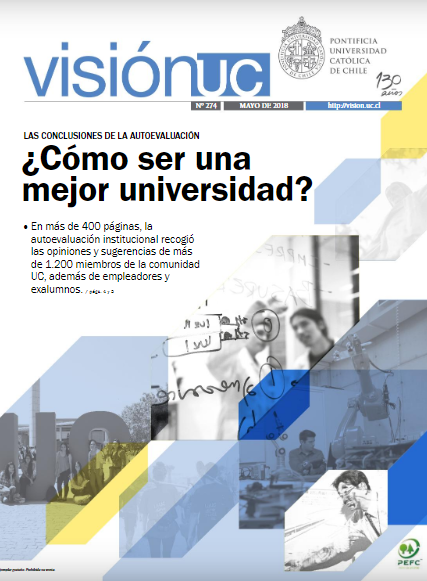 visiónUC
PONTIFICIA
UNIVERSIDAD
CATÓLICA
DE CHILE
130
años
Nº 274
MAYO DE 2018
http://vision.uc.cl
LAS CONCLUSIONES DE LA AUTOEVALUACIÓN
¿Cómo ser una
mejor universidad?
• En más de 400 páginas, la
autoevaluación institucional recogió
las opiniones y sugerencias de más
de 1.200 miembros de la comunidad
UC, además de empleadores y
exalumnos.
UC
PEFC